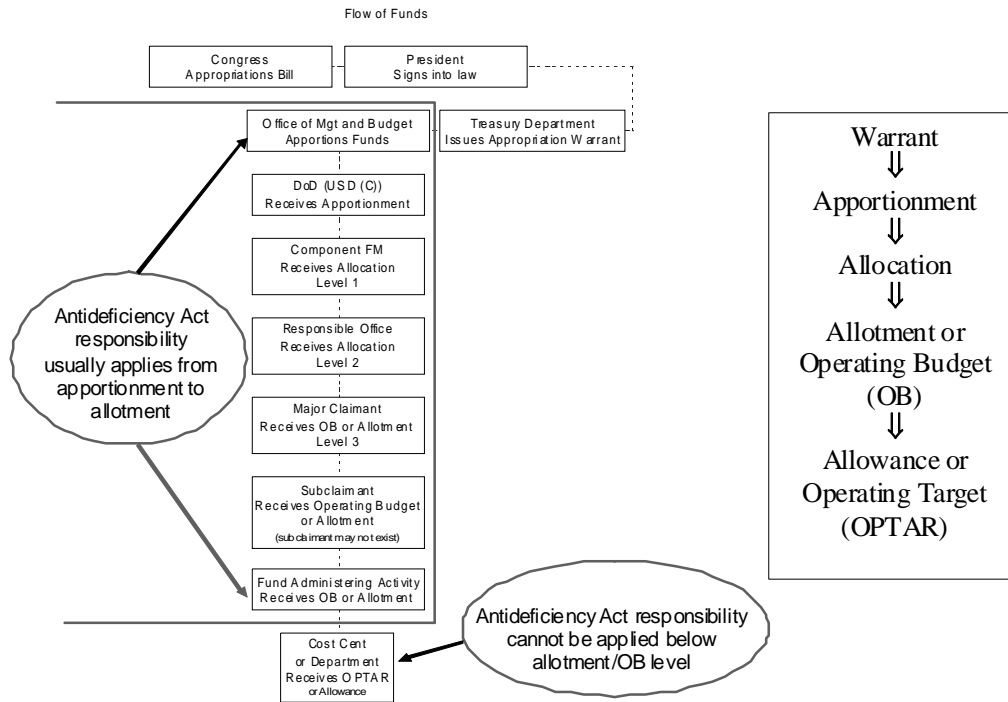 Flow of Funds
Congress
Appropriations Bill
President
Signs into law
Office of Mgt and Budget
Apportions Funds
Treasury Department
Issues Appropriation Warrant
DoD (USD (C))
Receives Apportionment
Component FM
Receives Allocation
Level 1
Responsible Office
Receives Allocation
Level 2
Major Claimant
Receives OB or Allotment
Level 3
Subclaimant
Receives Operating Budget
or Allotment
(subclaimant may not exist)
Fund Administering Activity
Receives OB or Allotment
Cost Cent
or Department
Receives OPTAR
or Allowance
Antideficiency Act
responsibility
usually applies from
apportionment to
allotment
Antideficiency Act responsibility
cannot be applied below
allotment/OB level
Warrant
⇓
Apportionment
⇓
Allocation
⇓
Allotment or
Operating Budget
(OB)
⇓
Allowance or
Operating Target
(OPTAR)